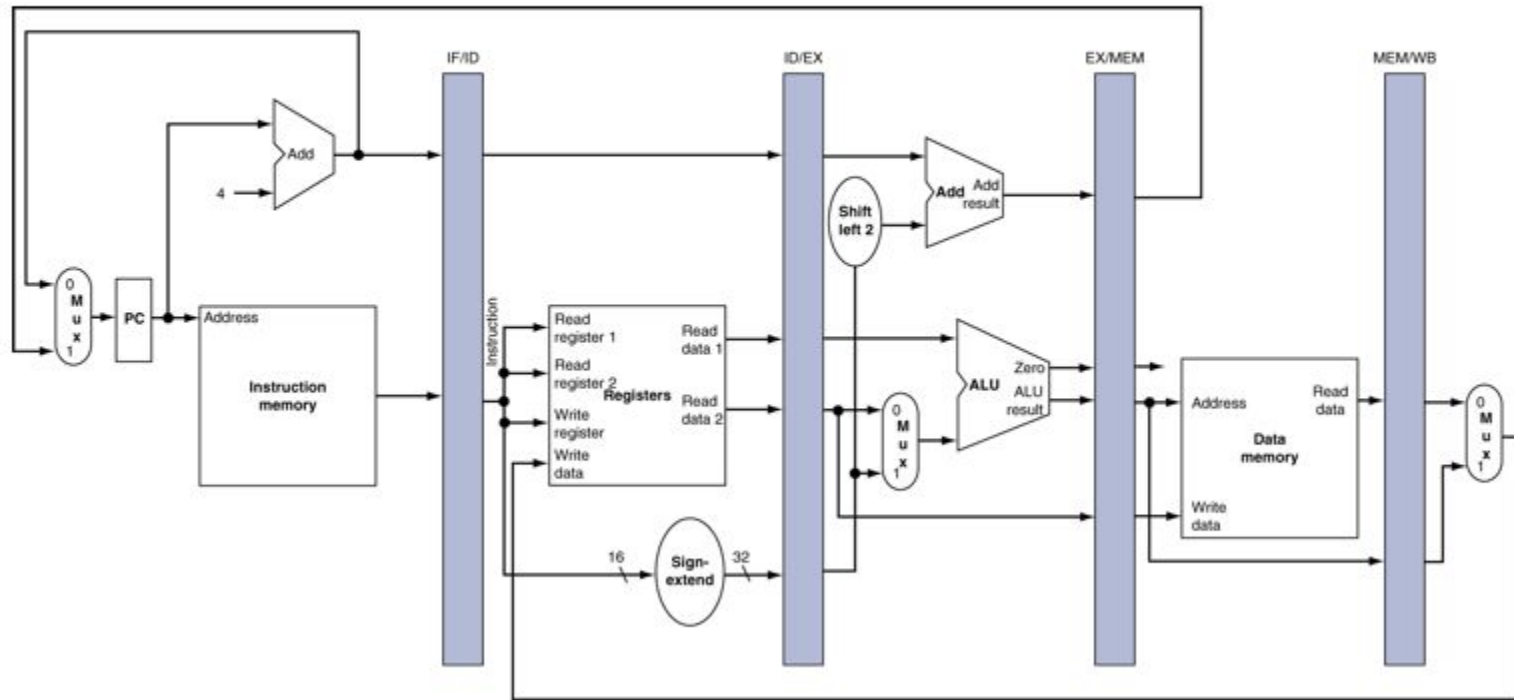 IF/ID
ID/EX
EX/MEM
MEM/WB
Add
4
Add
Add
result
Shift
left 2
0
M
u
x
1
PC
Address
Instruction
memory
Instruction
Read
register 1
Read
register 2
Write
register
Write
data
Registers
Read
data 1
Read
data 2
16
Sign-
extend
32
0
M
u
x
1
Zero
ALU
ALU
result
Address
Read
data
Data
memory
Write
data
0
M
u
x
1